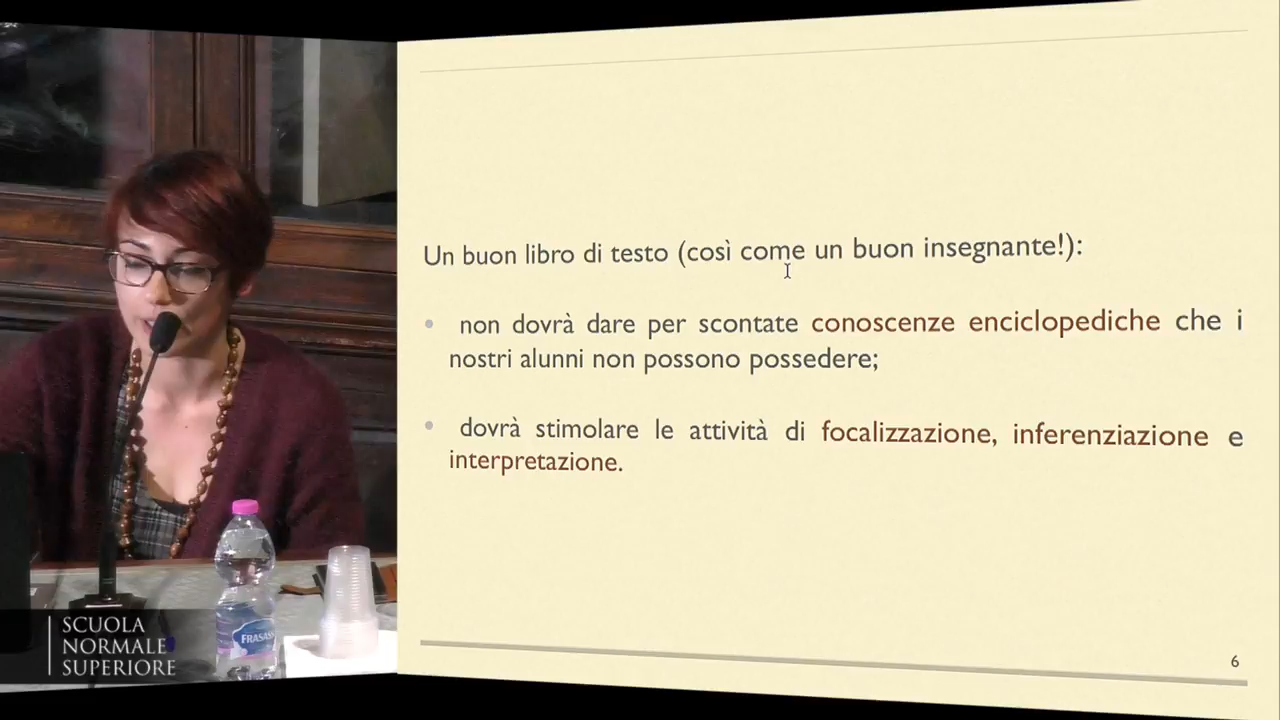 Un buon libro di testo (così come un buon insegnante!):
• non dovrà dare per scontate conoscenze enciclopediche che i
nostri alunni non possono possedere;
• dovrà stimolare le attività di focalizzazione, inferenziazione e
interpretazione.
6
FRASASSI
SCUOLA
NORMALE
SUPERIORE